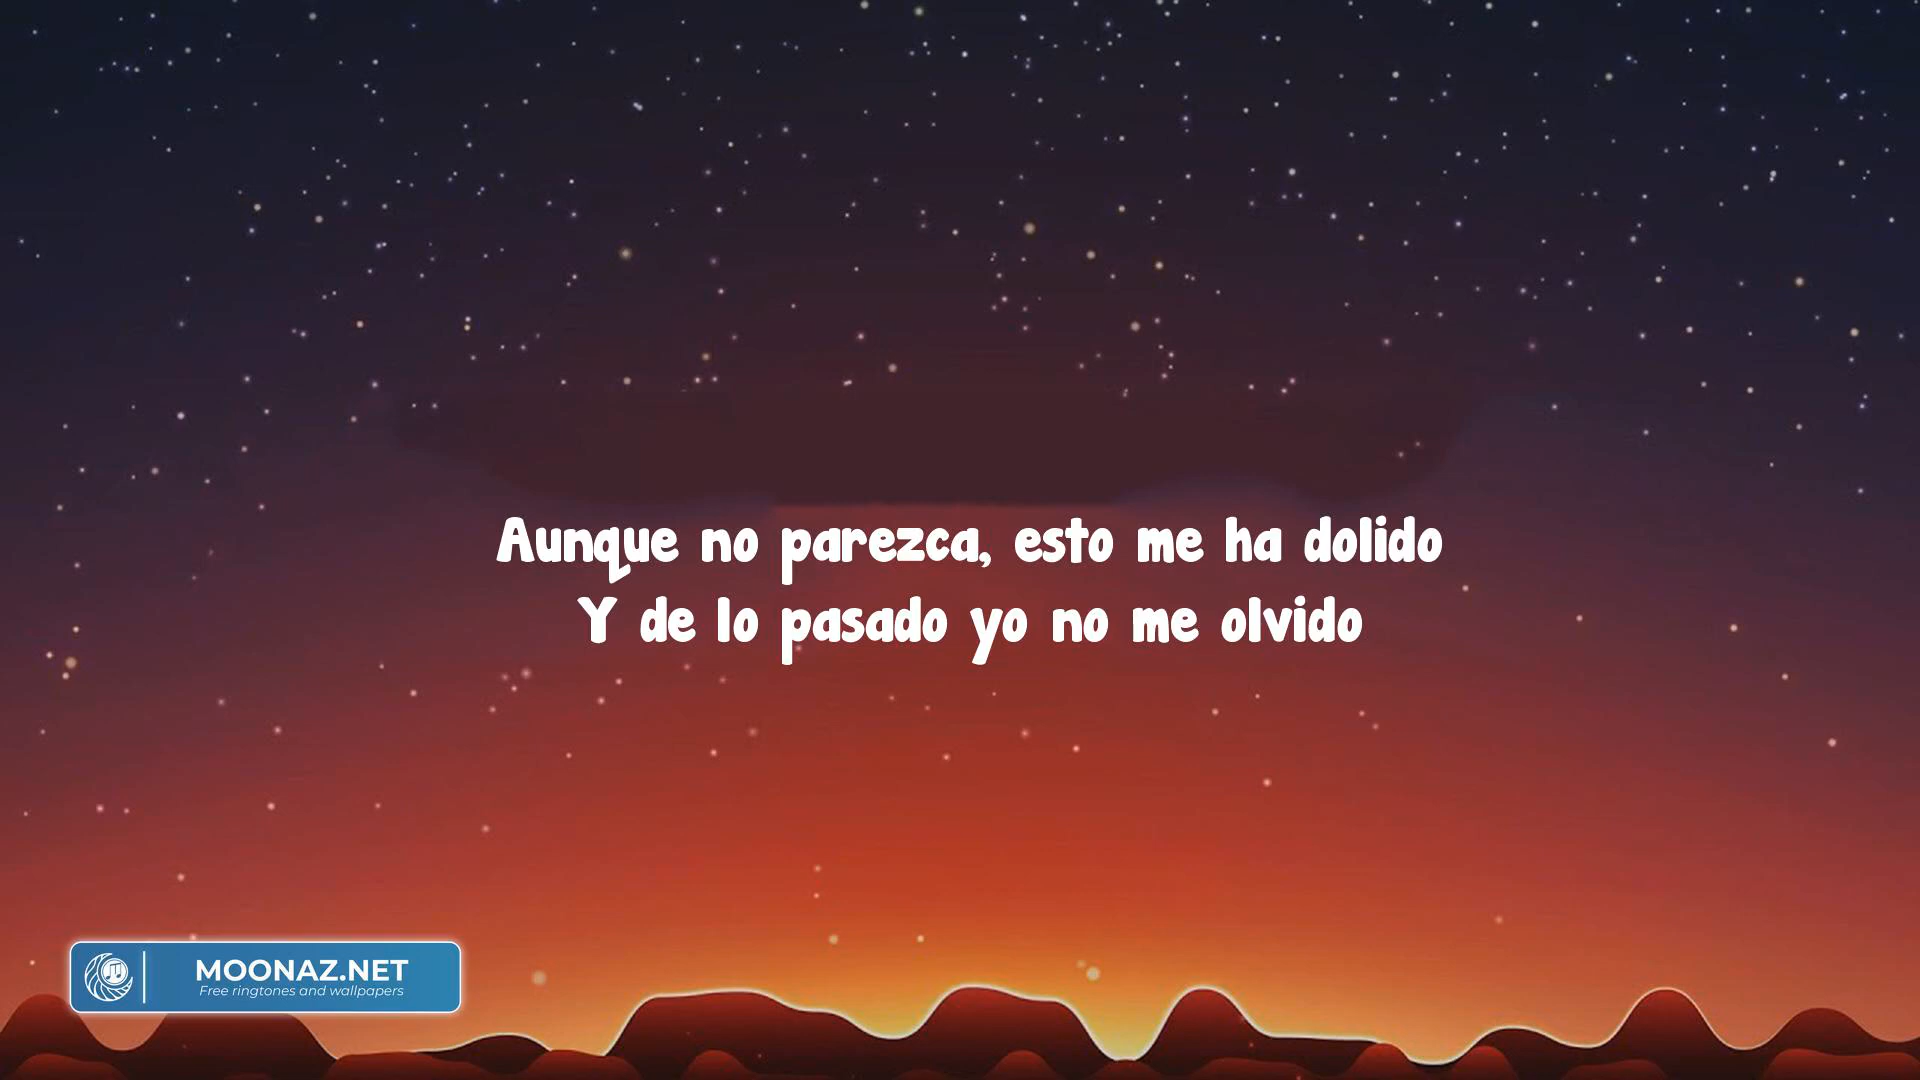 Aunque no parezca, esto me ha dolido
Y de lo pasado yo no me olvido
MOONAZ.NET
Free ringtones and wallpapers